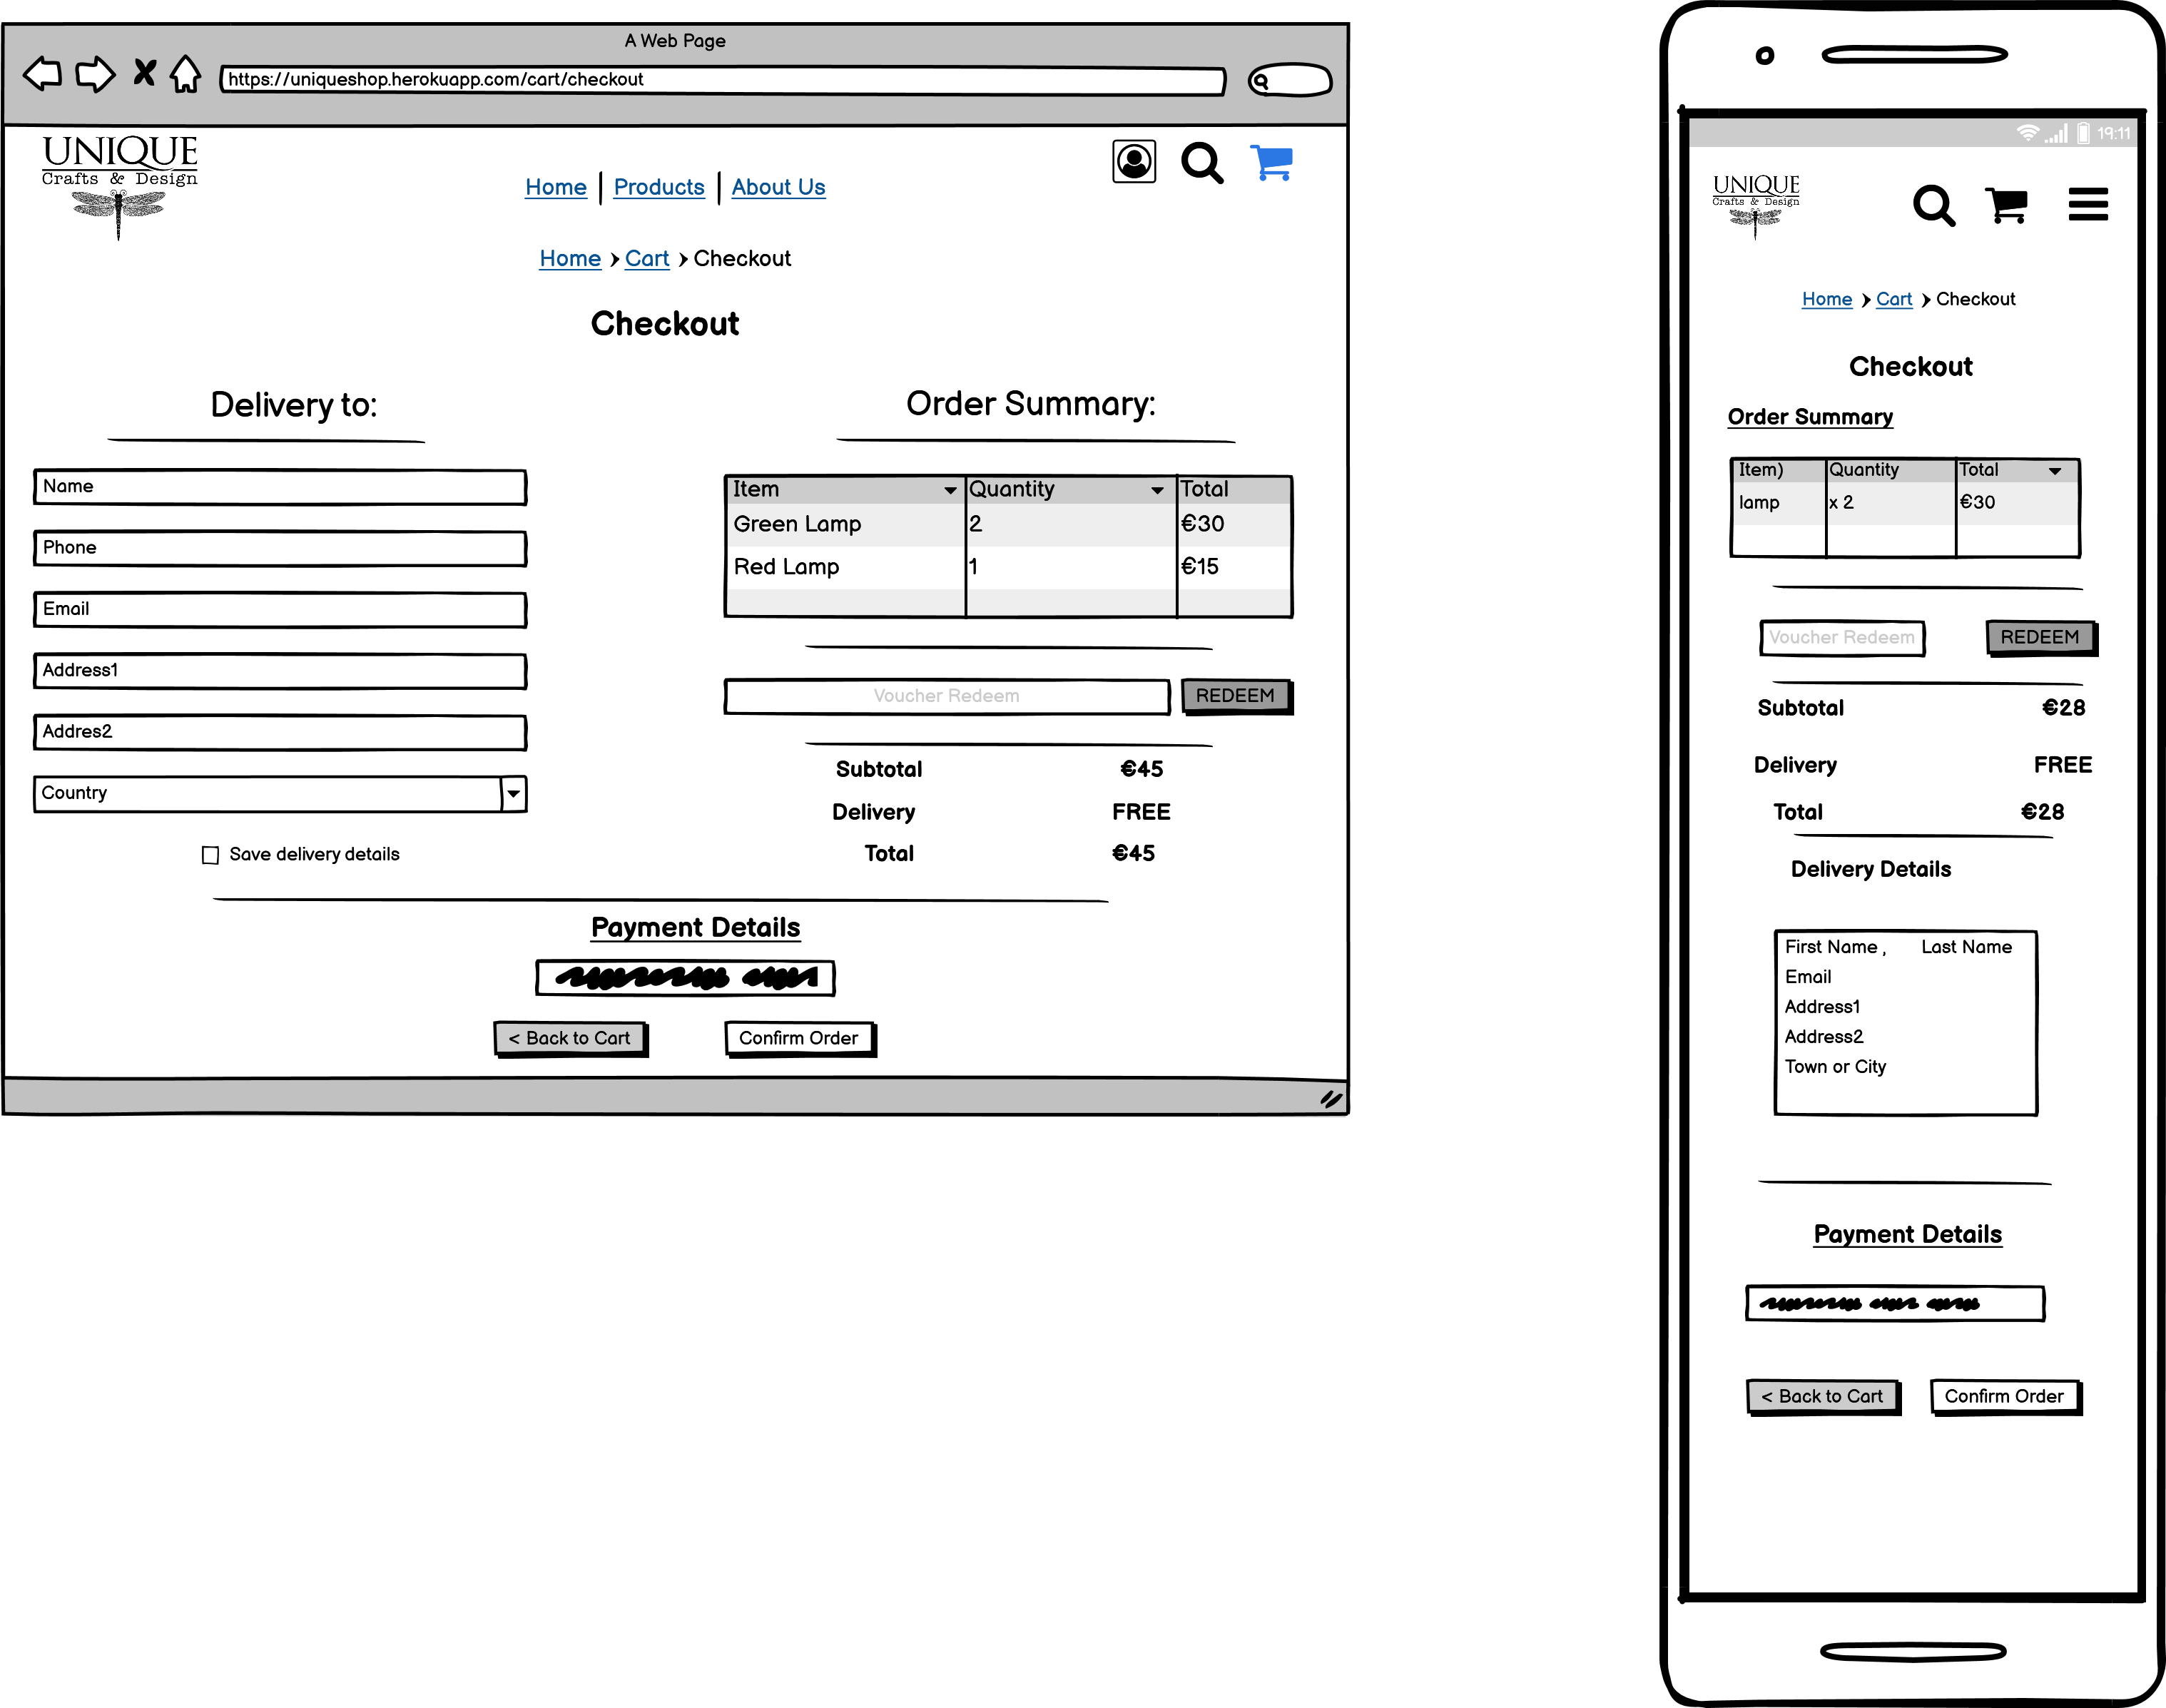 A Web Page
https://uniqueshop.herokuapp.com/cart/checkout
UNIQUE
Crafts & Design
Home Products About Us
Home Cart Checkout
Checkout
Delivery to:
Name
Phone
Email
Address1
Addres2
Country
Save delivery details
Order Summary:
Item Quantity Total
Green Lamp 2 €30
Red Lamp 1 €15
Voucher Redeem REDEEM
Subtotal €45
Delivery FREE
Total €45
Payment Details
< Back to Cart Confirm Order
19:11
UNIQUE
Crafts & Design
Home Cart Checkout
Checkout
Order Summary
Item) Quantity Total
lamp x 2 €30
Voucher Redeem REDEEM
Subtotal €28
Delivery FREE
Total €28
Delivery Details
First Name , Last Name
Email
Address1
Address2
Town or City
Payment Details
< Back to Cart Confirm Order